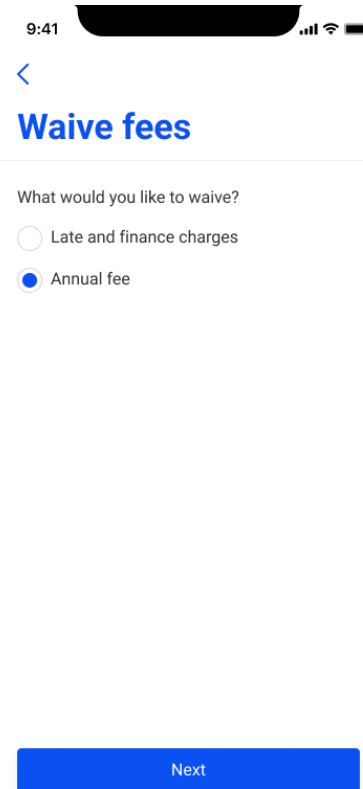 9:41
Waive fees
What would you like to waive?
Late and finance charges
Annual fee
Next